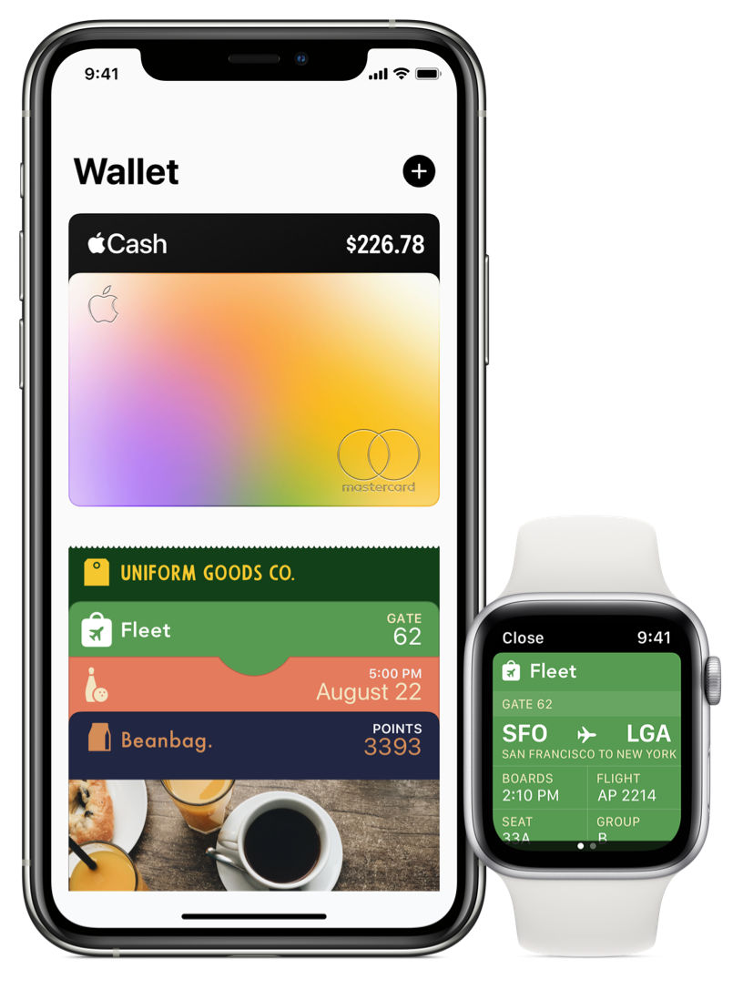 9:41
Wallet
Cash $226.78
mastercard
UNIFORM GOODS CO.
Fleet GATE 62
5:00 PM
August 22
Beanbag. POINTS 3393
Close 9:41
Fleet
GATE 62
SFO LGA
SAN FRANCISCO TO NEW YORK
BOARDS FLIGHT
2:10 PM AP 2214
SEAT GROUP
33A B